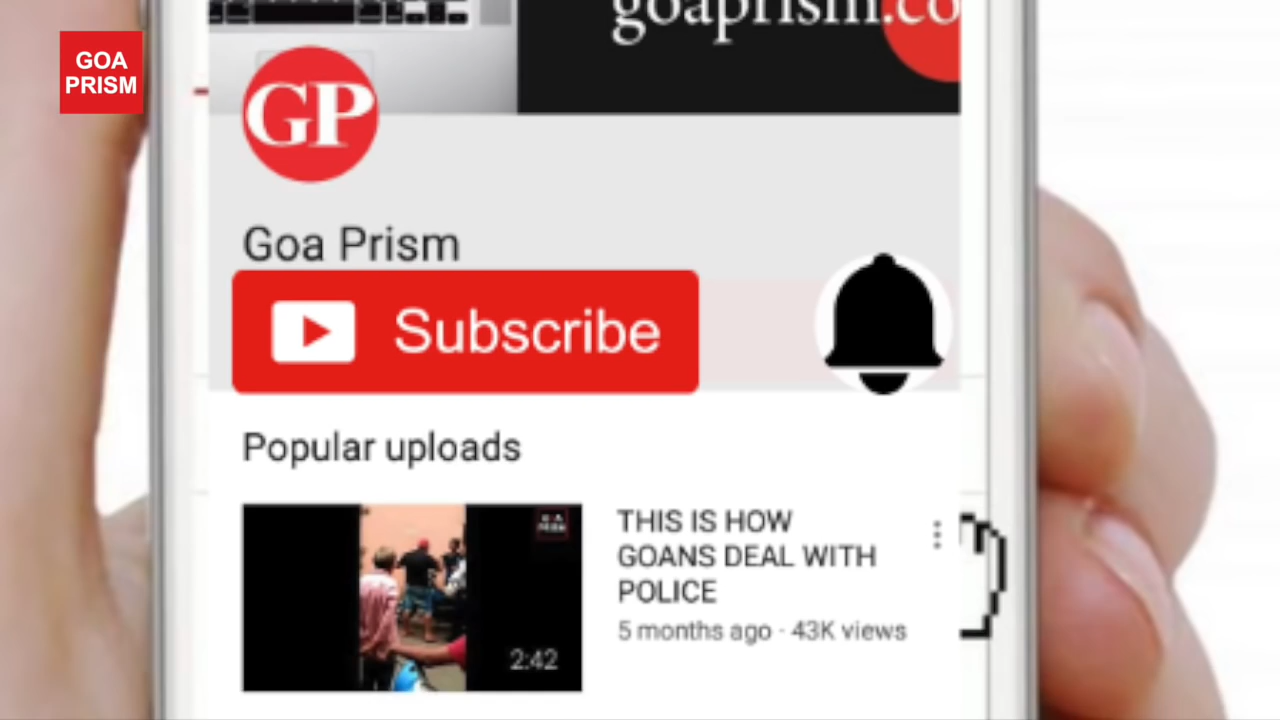 goaprism.co
GOA
PRISM
GP
Goa Prism
Subscribe
Popular uploads
THIS IS HOW
GOANS DEAL WITH
POLICE
5 months ago · 43K views
2:42